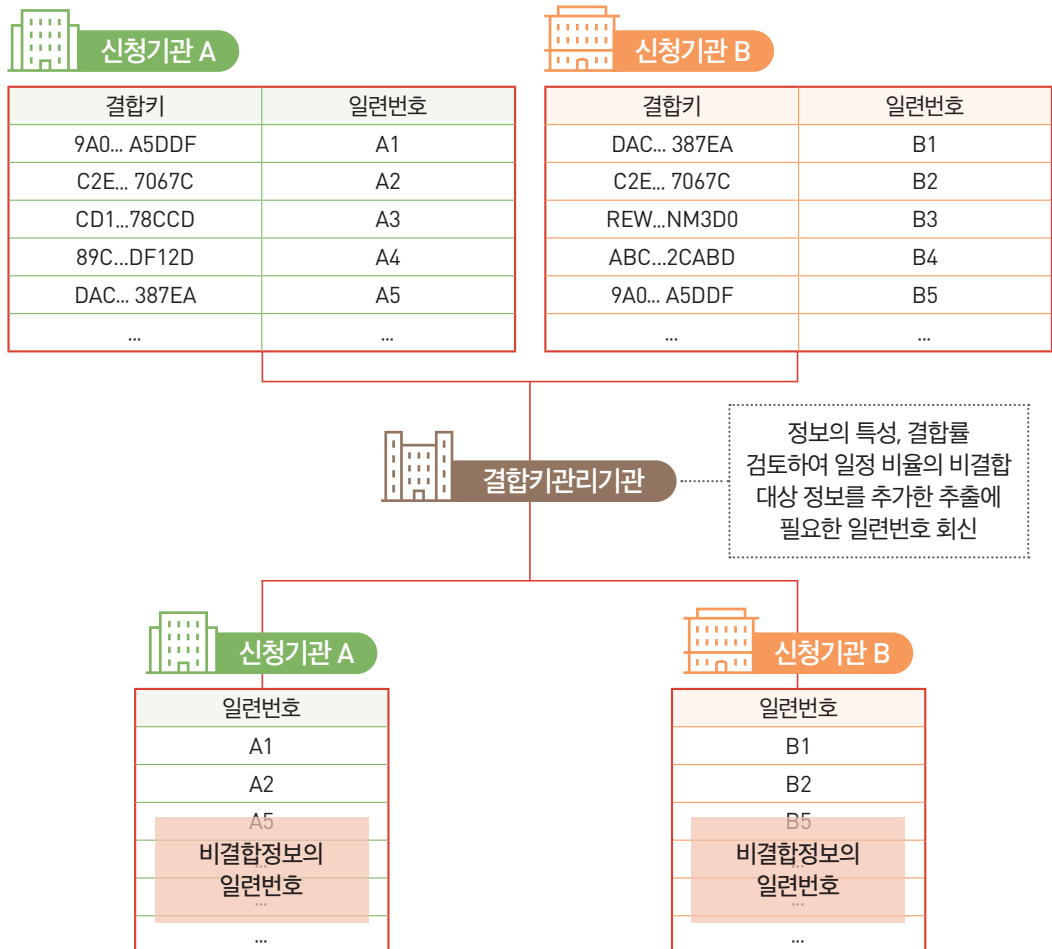 신청기관 A
신청기관 B
결합키 일련번호
9A0... A5DDF A1
C2E... 7067C A2
CD1...78CCD A3
89C...DF12D A4
DAC... 387EA A5
... ...
결합키 일련번호
DAC... 387EA B1
C2E... 7067C B2
REW...NM3D0 B3
ABC...2CABD B4
9A0... A5DDF B5
... ...
결합키관리기관
정보의 특성, 결합률
검토하여 일정 비율의 비결합
대상 정보를 추가한 추출에
필요한 일련번호 회신
신청기관 A
일련번호
A1
A2
A5
비결합정보의
...
일련번호
...
...
신청기관 B
일련번호
B1
B2
B5
비결합정보의
...
일련번호
...
...